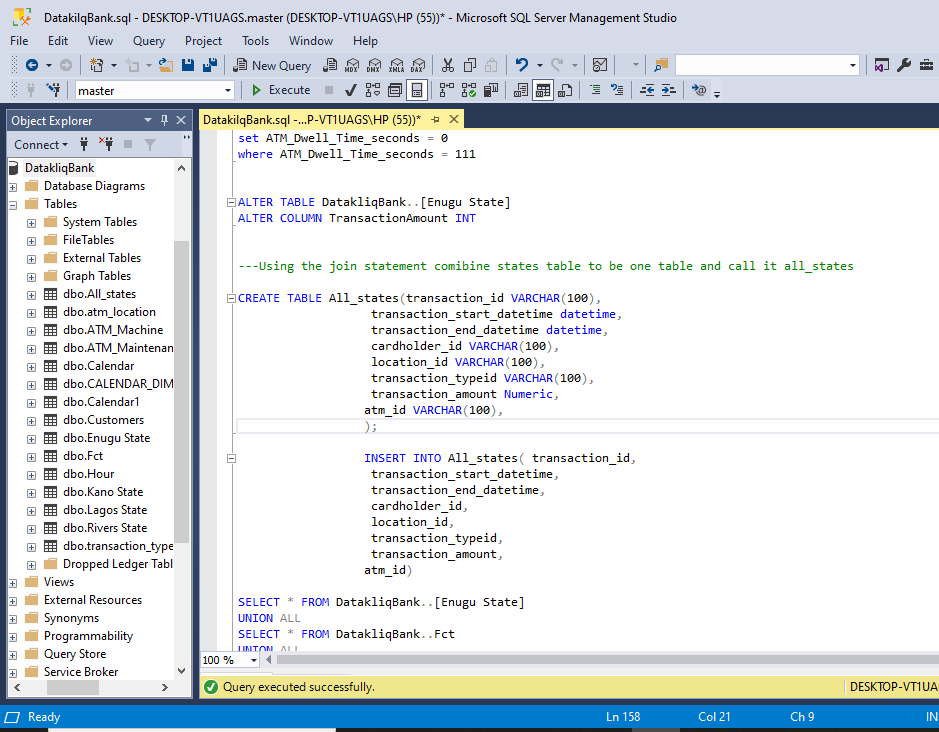 DatakilqBank.sql - DESKTOP-VT1UAGS.master (DESKTOP-VT1UAGS\HP (55))* - Microsoft SQL Server Management Studio
File Edit View Query Project Tools Window Help
New Query MDX DMX XMLA DAX
master Execute
Object Explorer
DatakilqBank.sql -...P-VT1UAGS\HP (55))*
Connect
DatakliqBank
Database Diagrams
Tables
System Tables
FileTables
External Tables
Graph Tables
dbo.All_states
dbo.atm_location
dbo.ATM_Machine
dbo.ATM_Maintenan
dbo.Calendar
dbo.CALENDAR_DIM
dbo.Calendar1
dbo.Customers
dbo.Enugu State
dbo.Fct
dbo.Hour
dbo.Kano State
dbo.Lagos State
dbo.Rivers State
dbo.transaction_type
Dropped Ledger Tabl
Views
External Resources
Synonyms
Programmability
Query Store
Service Broker
set ATM_Dwell_Time_seconds = 0
where ATM_Dwell_Time_seconds = 111
ALTER TABLE DatakliqBank..[Enugu State]
ALTER COLUMN TransactionAmount INT
---Using the join statement comibine states table to be one table and call it all_states
CREATE TABLE All_states(transaction_id VARCHAR(100),
transaction_start_datetime datetime,
transaction_end_datetime datetime,
cardholder_id VARCHAR(100),
location_id VARCHAR(100),
transaction_typeid VARCHAR(100),
transaction_amount Numeric,
atm_id VARCHAR(100),
);
INSERT INTO All_states( transaction_id,
transaction_start_datetime,
transaction_end_datetime,
cardholder_id,
location_id,
transaction_typeid,
transaction_amount,
atm_id)
SELECT * FROM DatakliqBank..[Enugu State]
UNION ALL
SELECT * FROM DatakliqBank..Fct
UNION ALL
100 %
Query executed successfully. DESKTOP-VT1UA
Ready Ln 158 Col 21 Ch 9 IN